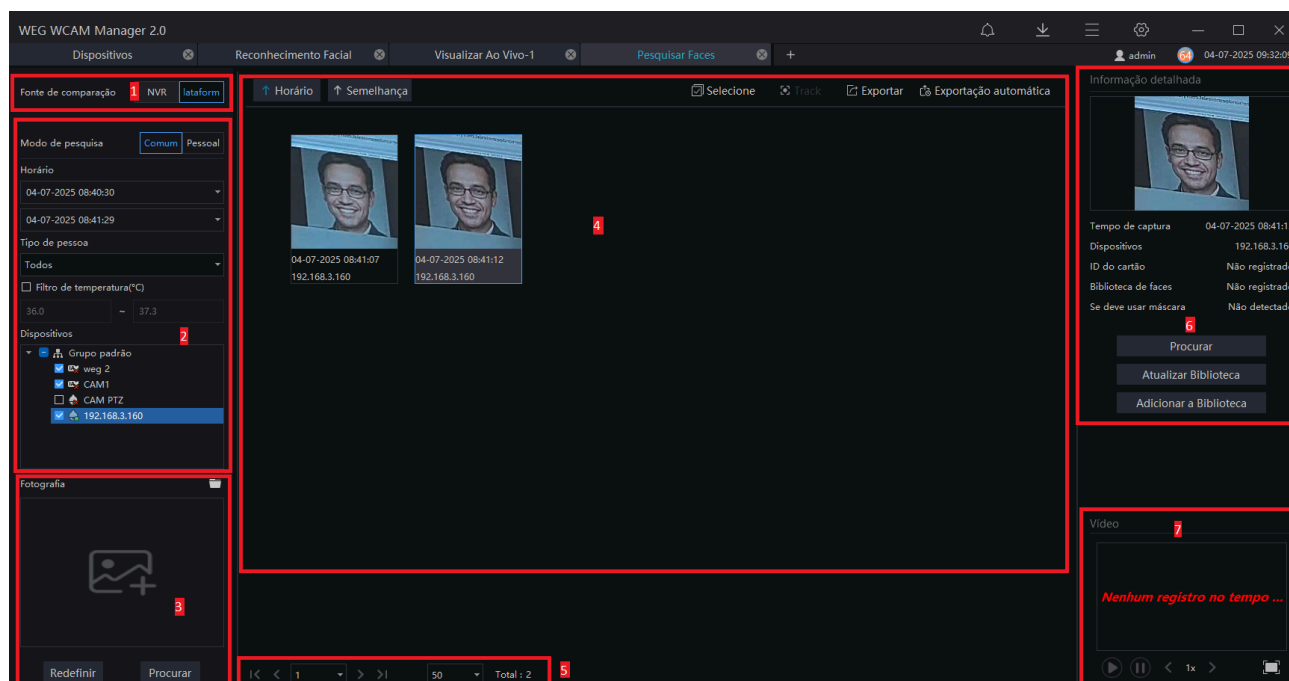 WEG WCAM Manager 2.0
Dispositivos
Reconhecimento Facial
Visualizar Ao Vivo-1
Pesquisar Faces
+
admin
64
04-07-2025 09:32:09
Fonte de comparação
1
NVR
lataform
Modo de pesquisa
Comum
Pessoal
Horário
04-07-2025 08:40:30
04-07-2025 08:41:29
Tipo de pessoa
Todos
Filtro de temperatura(°C)
36.0 ~ 37.3
Dispositivos
2
Grupo padrão
weg 2
CAM1
CAM PTZ
192.168.3.160
Fotografia
3
Redefinir
Procurar
Horário
Semelhança
Selecione
Track
Exportar
Exportação automática
04-07-2025 08:41:07
192.168.3.160
04-07-2025 08:41:12
192.168.3.160
4
1
50
Total : 2
5
Informação detalhada
Tempo de captura 04-07-2025 08:41:1
Dispositivos 192.168.3.16
ID do cartão Não registrad
Biblioteca de faces Não registrad
Se deve usar máscara Não detectad
6
Procurar
Atualizar Biblioteca
Adicionar a Biblioteca
Vídeo
7
Nenhum registro no tempo ...
1x